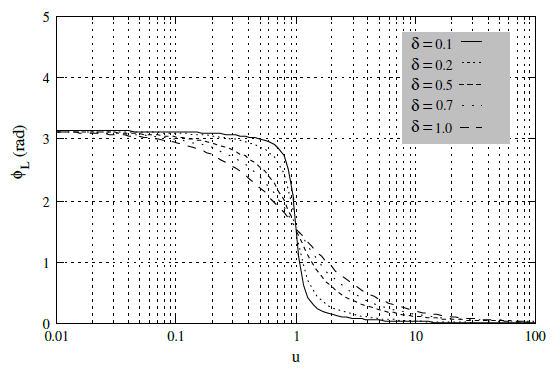 5
4
3
2
1
0
ϕL (rad)
0.01 0.1 1 10 100
u
δ = 0.1
δ = 0.2
δ = 0.5
δ = 0.7
δ = 1.0